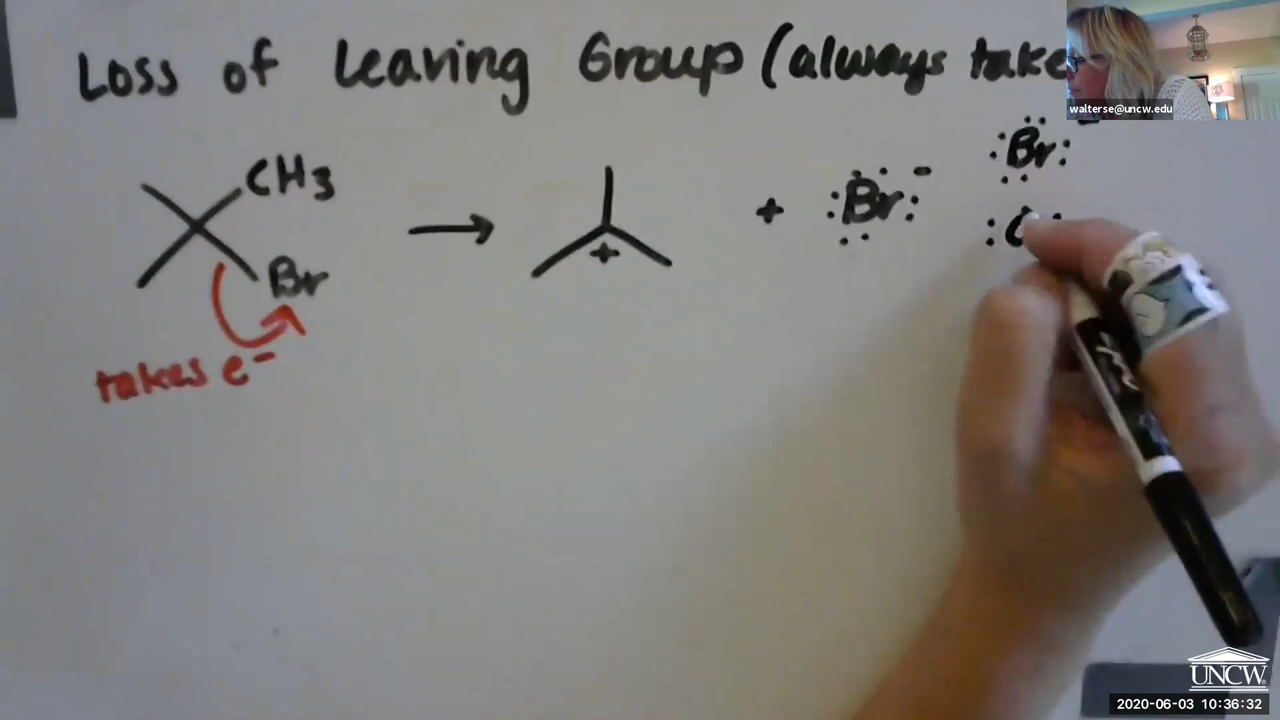 Loss of Leaving Group (always take
walterse@uncw.edu
CH3
:Br:
+ :Br: -
Br
+
takes e-
UNCW
2020-06-03 10:36:32